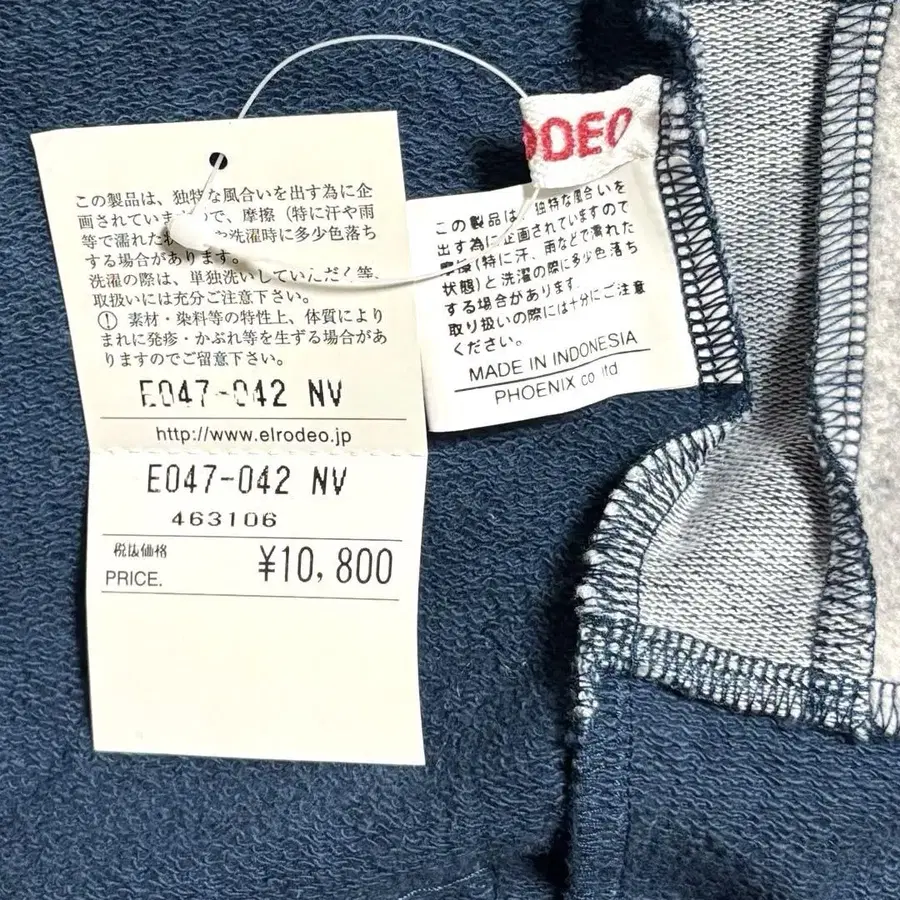 この製品は、独特な風合いを出す為に企
画されていますので、摩擦（特に汗や雨
等で濡れた状 や洗濯時に多少色落ち
する場合があります。
洗濯の際は、単独洗いしていただく等、
取扱いには充分ご注意下さい。
① 素材・染料等の特性上、体質により
まれに発疹・かぶれ等を生ずる場合があ
りますのでご留意下さい。
E047-042 NV
http://www.elrodeo.jp
E047-042 NV
463106
税抜価格
PRICE.
¥10,800
ODEO
この製品は、独特な風合いを
出す為に企画されていますので
摩擦(特に汗、雨などで濡れた
状態)と洗濯の際に多少色落ち
する場合があります。
取り扱いの際には十分にご注意
ください。
MADE IN INDONESIA
PHOENIX co ltd